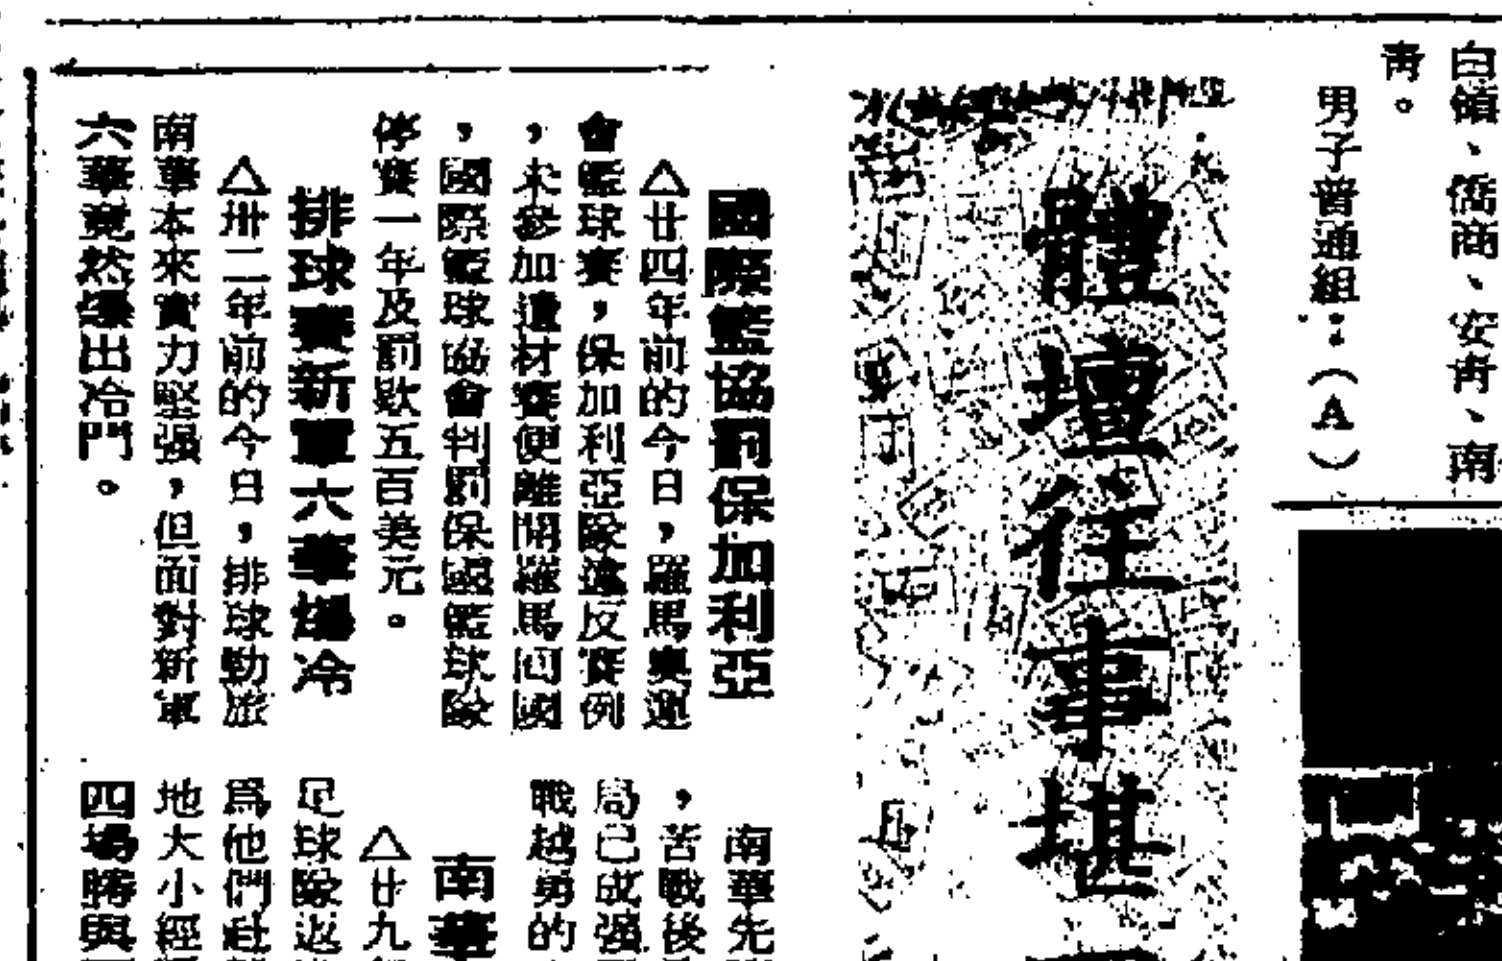 白領、僑商、安青、南
青。
男子普通組：（A）
體壇往事堪
國際籃協罰保加利亞
△廿四年前的今日，羅馬奧運
會籃球賽，保加利亞隊違反賽例
，未參加遺材賽便離開羅馬回國
，國際籃球協會判罰保國籃球隊
停賽一年及罰欵五百美元。
排球賽新軍六華爆冷
△卅二年前的今日，排球勁旅
南華本來實力堅强，但面對新軍
六華竟然爆出冷門。
南華先
，苦戰後
局已成强
戰越勇的
南華
△廿九
足球隊返
爲他們赴
地大小經
四場勝與